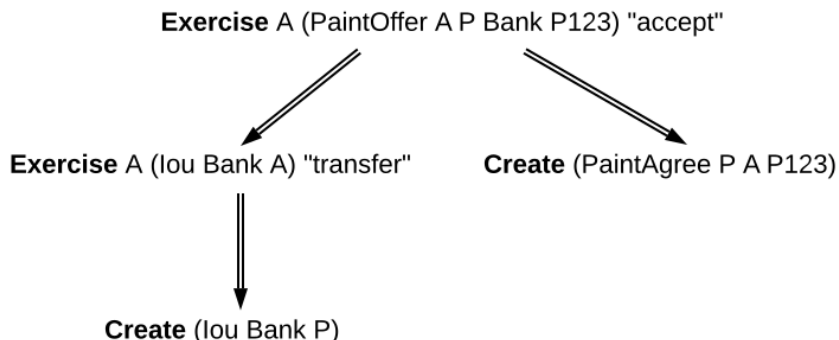 Exercise A (PaintOffer A P Bank P123) "accept"
Exercise A (Iou Bank A) "transfer"
Create (PaintAgree P A P123)
Create (Iou Bank P)